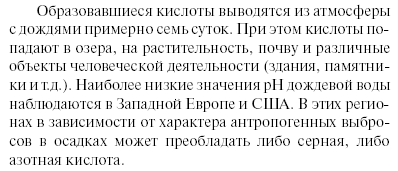 Образовавшиеся кислоты выводятся из атмосферы
с дождями примерно семь суток. При этом кислоты по-
падают в озера, на растительность, почву и различные
объекты человеческой деятельности (здания, памятни-
ки и т.д.). Наиболее низкие значения рН дождевой воды
наблюдаются в Западной Европе и США. В этих регио-
нах в зависимости от характера антропогенных выбро-
сов в осадках может преобладать либо серная, либо
азотная кислота.